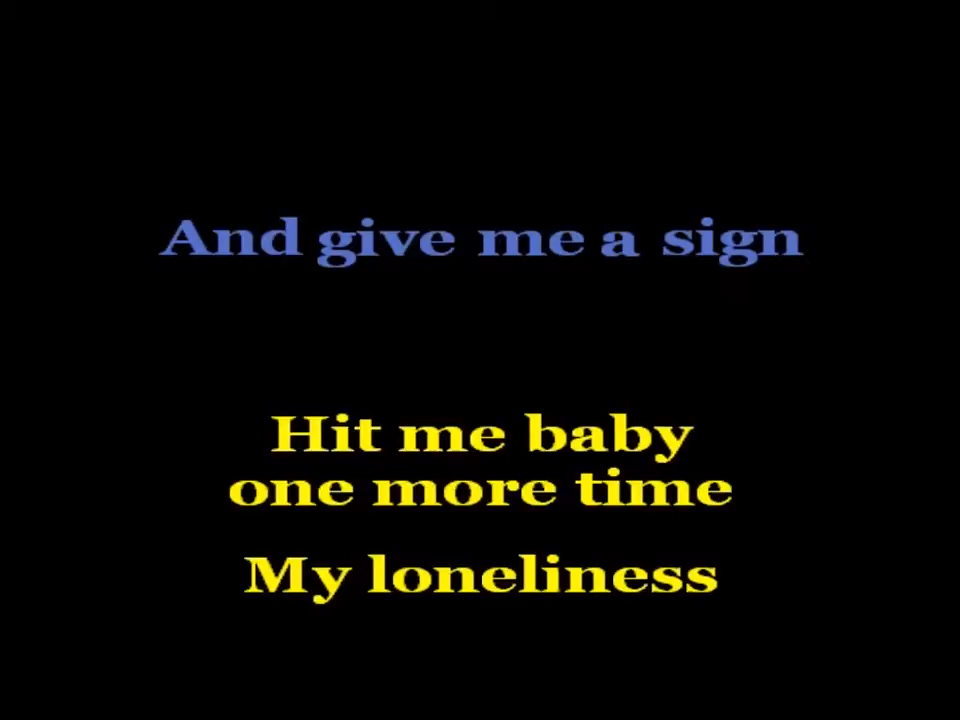 And give me a sign
Hit me baby
one more time
My loneliness